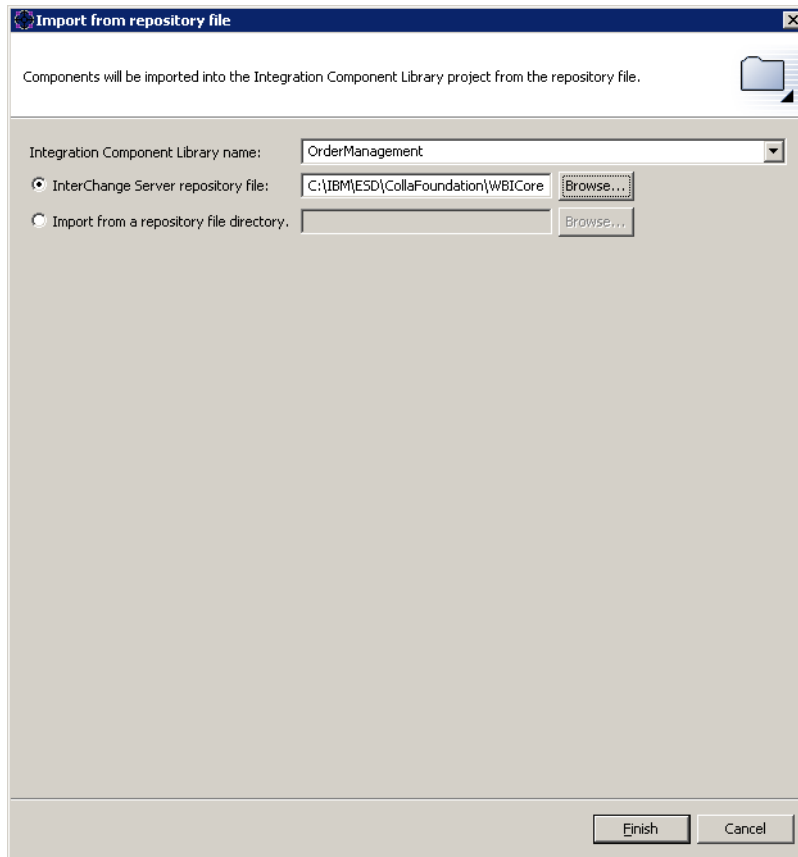 Import from repository file
Components will be imported into the Integration Component Library project from the repository file.
Integration Component Library name: OrderManagement
InterChange Server repository file: C:\IBM\ESD\CollaFoundation\WBICore Browse...
Import from a repository file directory. Browse...
Finish Cancel